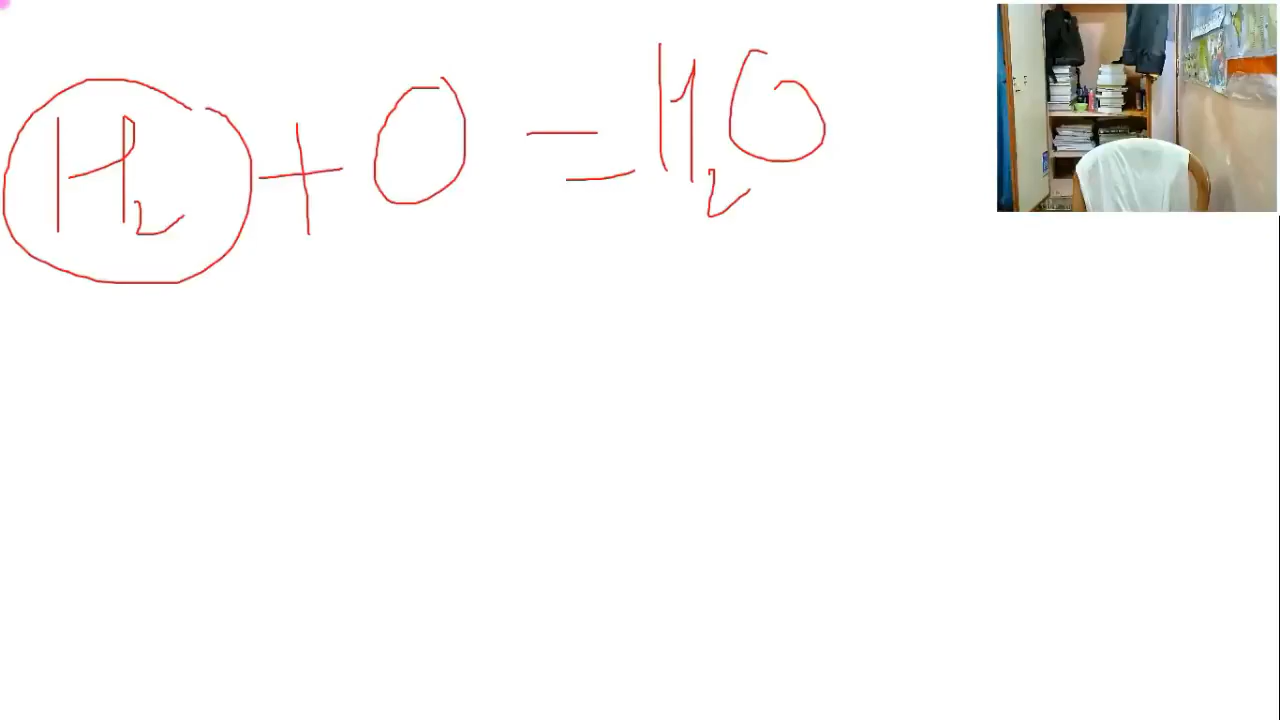 H₂ + O = H₂O